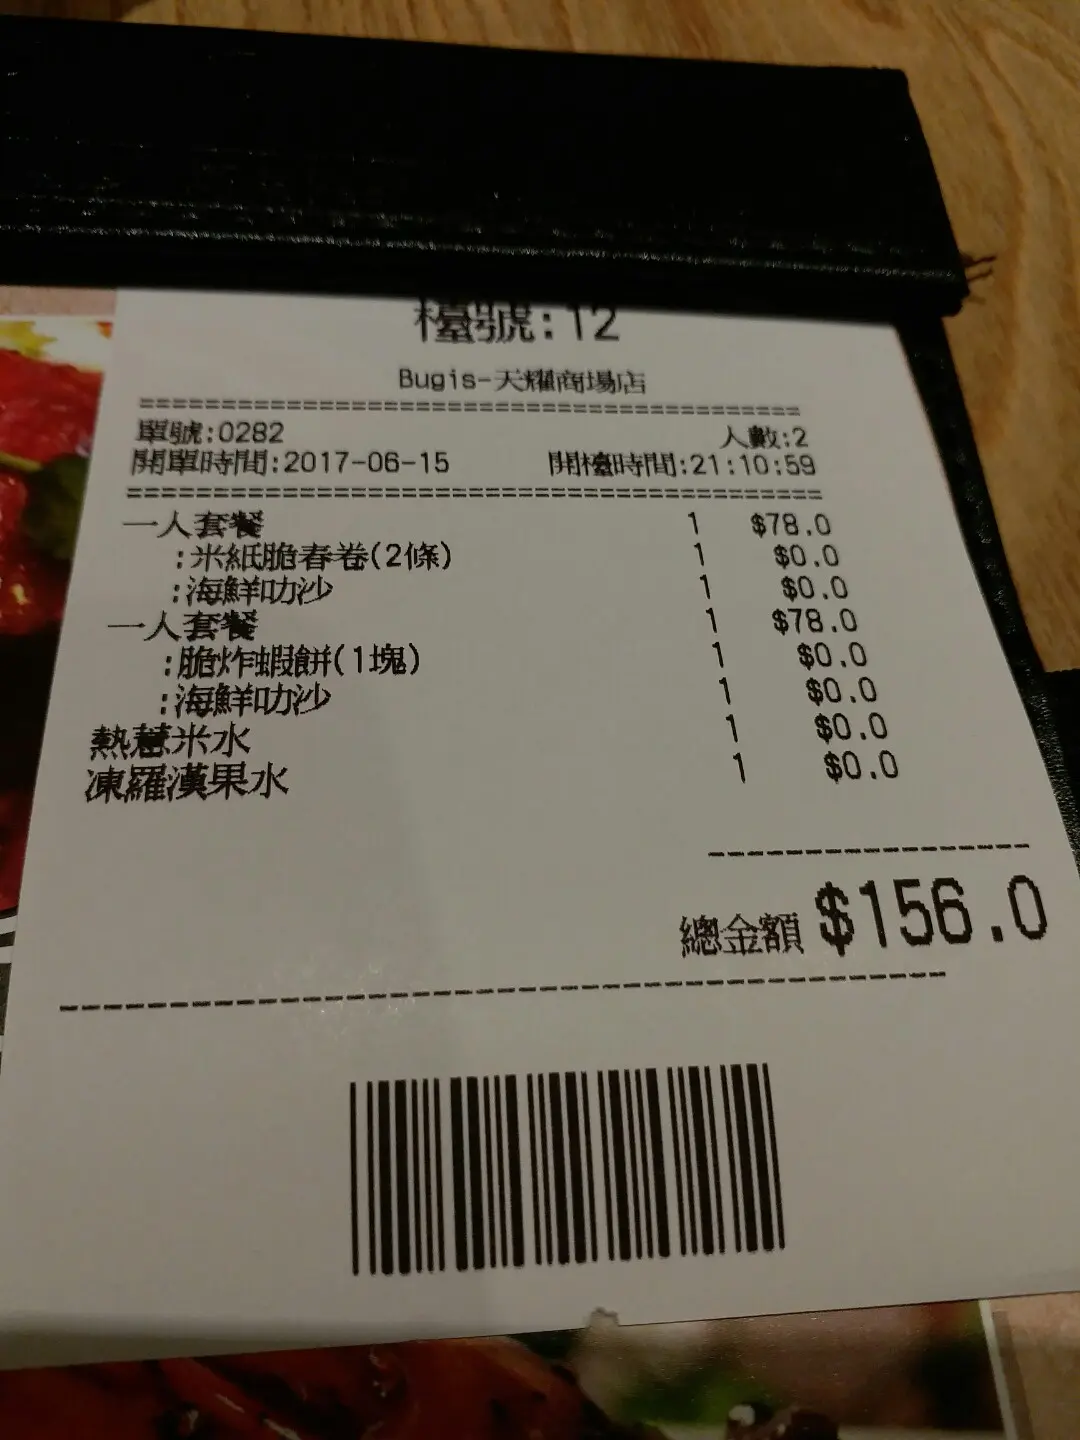 檯號:12
Bugis-天耀商場店
================================================
單號:0282 人數:2
開單時間:2017-06-15 開檯時間:21:10:59
================================================
一人套餐 1 $78.0
:米紙脆春卷(2條) 1 $0.0
:海鮮叻沙 1 $0.0
一人套餐 1 $78.0
:脆炸蝦餅(1塊) 1 $0.0
:海鮮叻沙 1 $0.0
熱薏米水 1 $0.0
凍羅漢果水 1 $0.0
總金額 $156.0